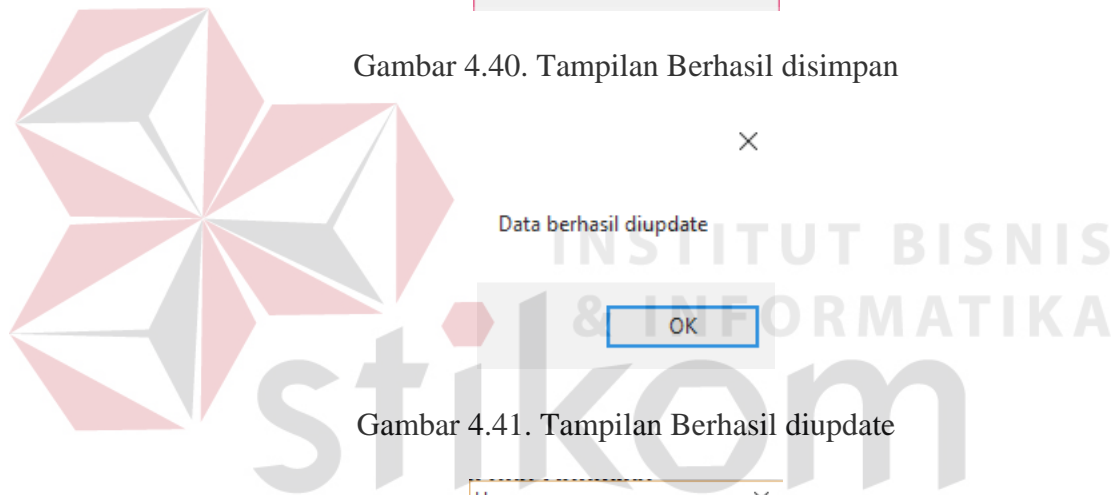 Gambar 4.40. Tampilan Berhasil disimpan
Data berhasil diupdate
INSTITUT BISNIS
& INFORMATIKA
OK
stikom
Gambar 4.41. Tampilan Berhasil diupdate